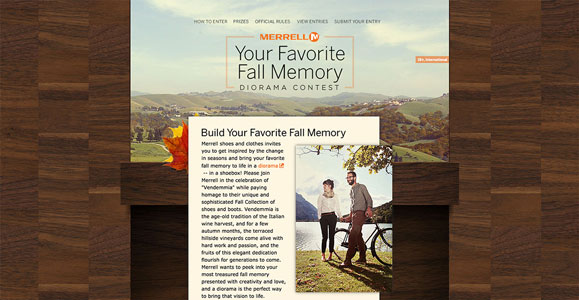 HOW TO ENTER PRIZES OFFICIAL RULES VIEW ENTRIES SUBMIT YOUR ENTRY
MERRELL
Your Favorite
Fall Memory
DIORAMA CONTEST
Build Your Favorite Fall Memory
Merrell shoes and clothes invites
you to get inspired by the change
in seasons and bring your favorite
fall memory to life in a diorama
-- in a shoebox! Please join
Merrell in the celebration of
"Vendemmia" while paying
homage to their unique and
sophisticated Fall Collection of
shoes and boots. Vendemmia is
the age-old tradition of the Italian
wine harvest, and for a few
autumn months, the terraced
hillside vineyards come alive with
hard work and passion, and the
fruits of this elegant dedication
flourish for generations to come.
Merrell wants to peek into your
most treasured fall memory
presented with creativity and love,
and a diorama is the perfect way
to bring that vision to life.